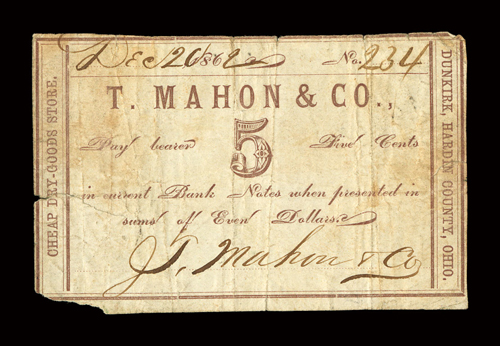 Dec 20 1862 No. 234
T. MAHON & CO.,
Pay bearer 5 Five Cents
in current Bank Notes when presented in
sums of Even Dollars.
J. T. Mahon & Co
CHEAP DRY-GOODS STORE.
DUNKIRK, HARDIN COUNTY, OHIO.